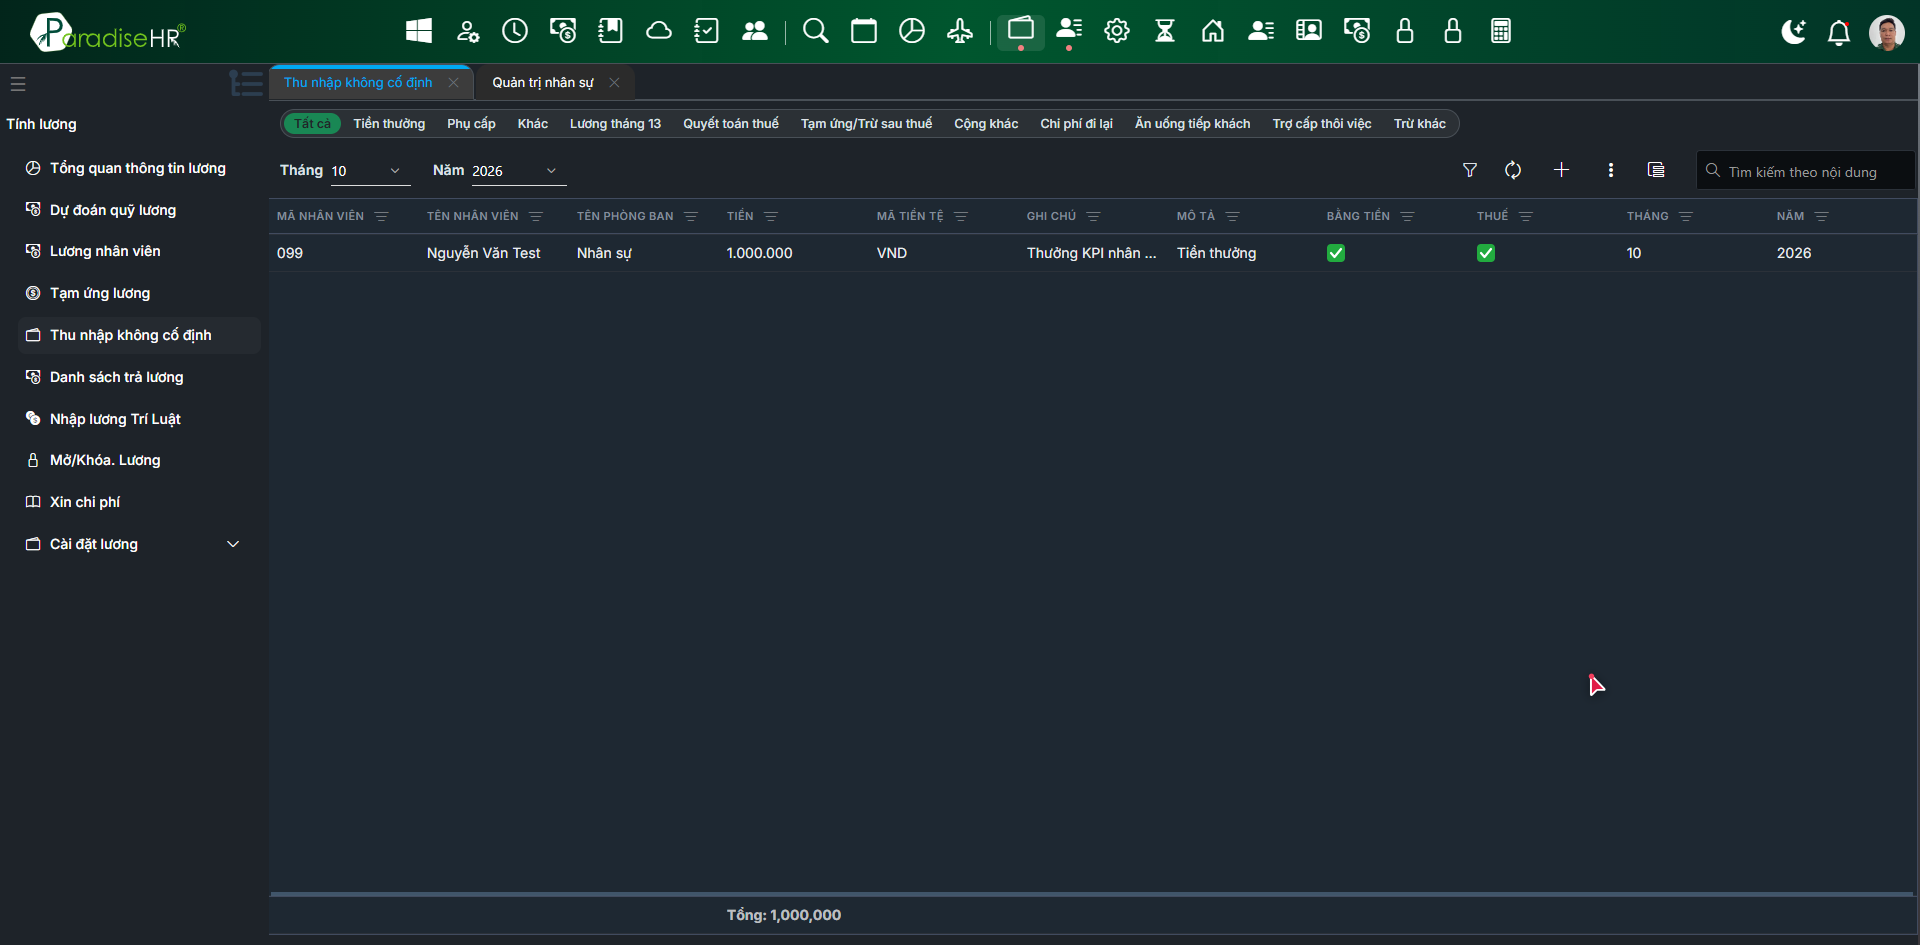 ParadiseHR®
Thu nhập không cố định
Quản trị nhân sự
Tính lương
Tổng quan thông tin lương
Dự đoán quỹ lương
Lương nhân viên
Tạm ứng lương
Thu nhập không cố định
Danh sách trả lương
Nhập lương Trí Luật
Mở/Khóa. Lương
Xin chi phí
Cài đặt lương
Tất cả Tiền thưởng Phụ cấp Khác Lương tháng 13 Quyết toán thuế Tạm ứng/Trừ sau thuế Cộng khác Chi phí đi lại Ăn uống tiếp khách Trợ cấp thôi việc Trừ khác
Tháng 10 Năm 2026 Tìm kiếm theo nội dung
MÃ NHÂN VIÊN TÊN NHÂN VIÊN TÊN PHÒNG BAN TIỀN MÃ TIỀN TỆ GHI CHÚ MÔ TẢ BẰNG TIỀN THUẾ THÁNG NĂM
099 Nguyễn Văn Test Nhân sự 1.000.000 VND Thưởng KPI nhân ... Tiền thưởng 10 2026
Tổng: 1,000,000